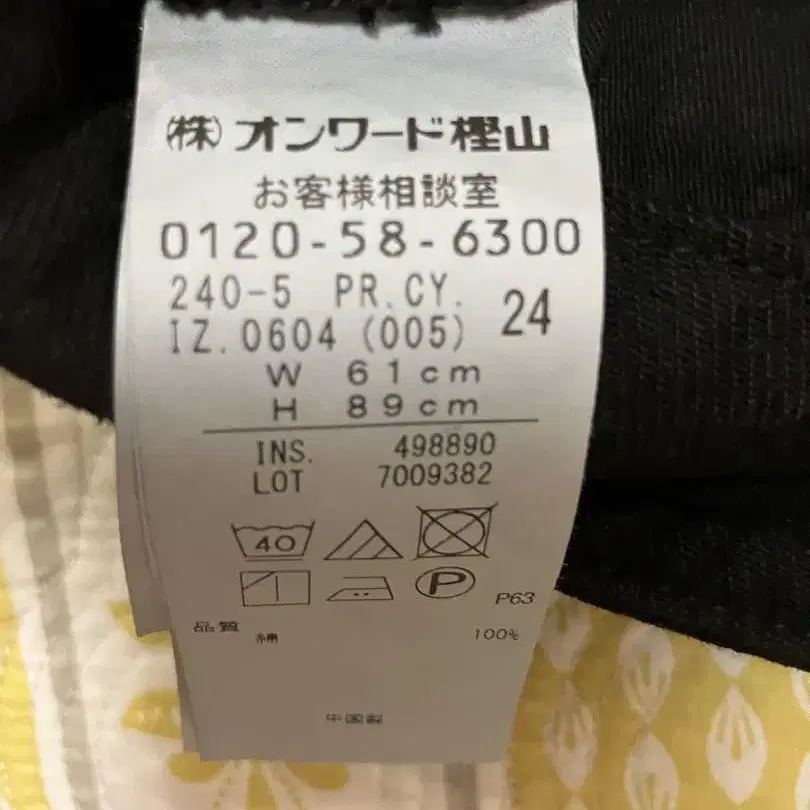 (株)オンワード樫山
お客様相談室
0120-58-6300
240-5 PR.CY. 24
IZ.0604 (005)
W 61cm
H 89cm
INS. 498890
LOT 7009382
40
P
P63
品質 綿 100%
中国製